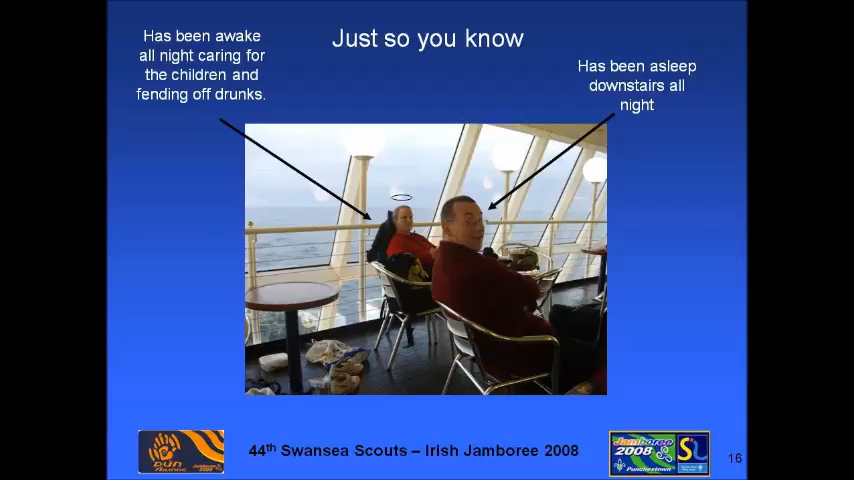 Just so you know
Has been awake
all night caring for
the children and
fending off drunks.
Has been asleep
downstairs all
night
44th Swansea Scouts – Irish Jamboree 2008
Jamboree
2008
Punchestown
16